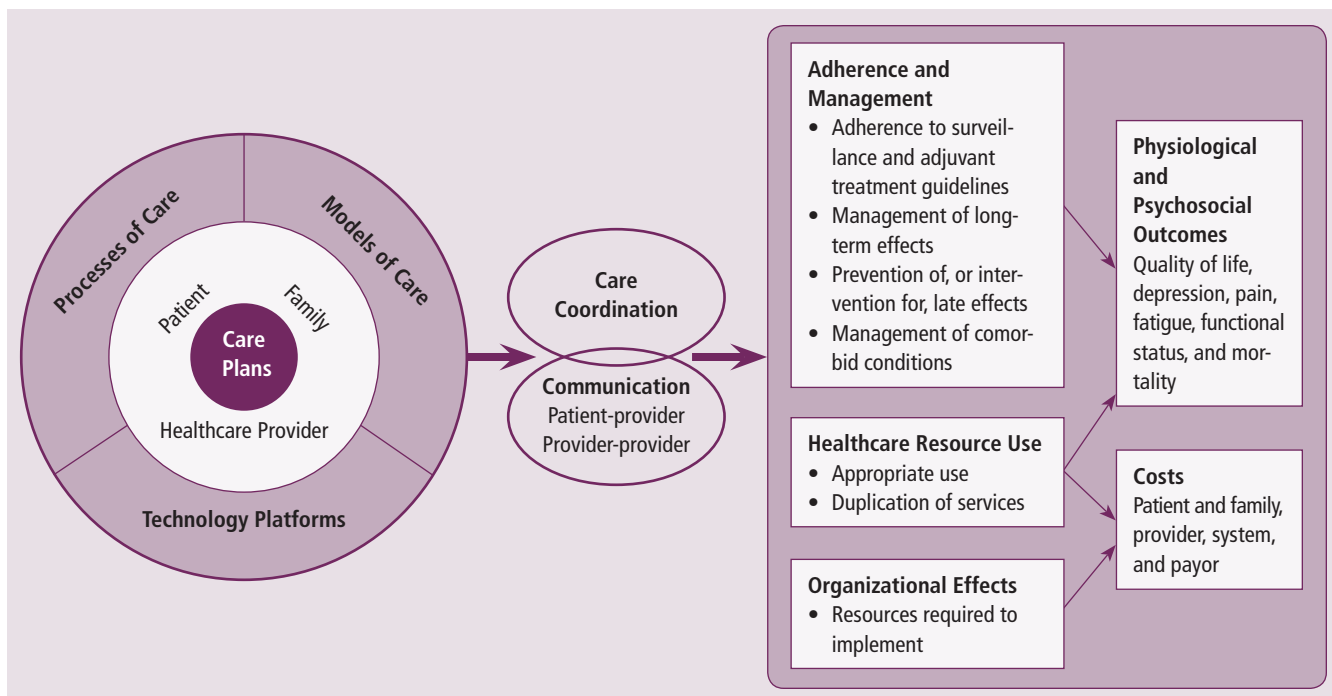 Processes of Care
Models of Care
Patient
Family
Care
Plans
Healthcare Provider
Technology Platforms
Care
Coordination
Communication
Patient-provider
Provider-provider
Adherence and
Management
• Adherence to surveil-
lance and adjuvant
treatment guidelines
• Management of long-
term effects
• Prevention of, or inter-
vention for, late effects
• Management of comor-
bid conditions
Healthcare Resource Use
• Appropriate use
• Duplication of services
Organizational Effects
• Resources required to
implement
Physiological
and
Psychosocial
Outcomes
Quality of life,
depression, pain,
fatigue, functional
status, and mor-
tality
Costs
Patient and family,
provider, system,
and payor